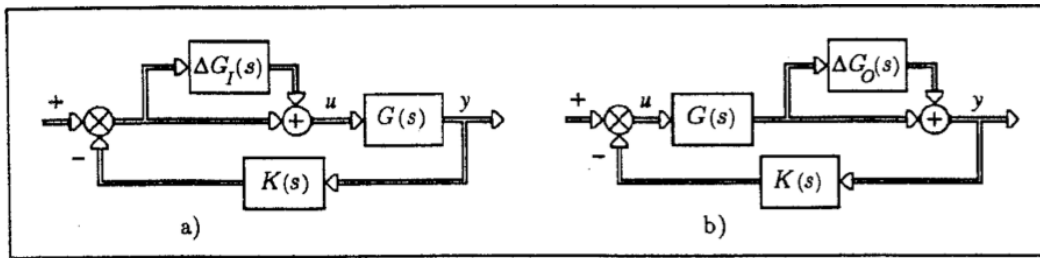 ΔG_I(s)
ΔG_O(s)
+ u G(s) y
+ u G(s) y
−
−
K(s)
K(s)
a)
b)